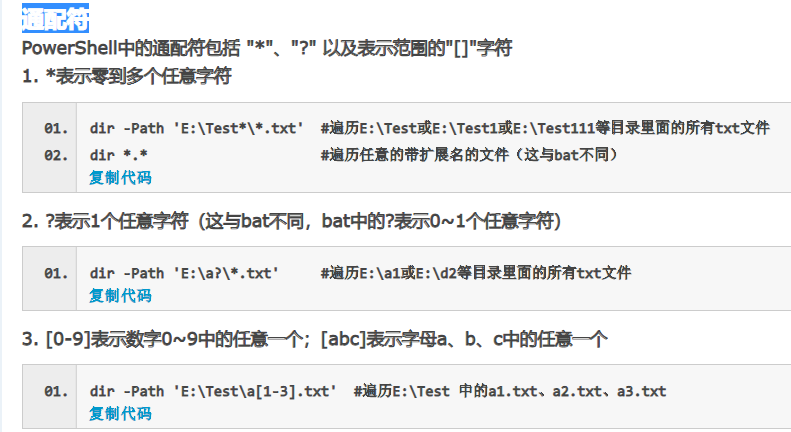 通配符
PowerShell中的通配符包括 "*"、"?" 以及表示范围的"[]"字符
1. *表示零到多个任意字符
01. dir -Path 'E:\Test*\*.txt' #遍历E:\Test或E:\Test1或E:\Test111等目录里面的所有txt文件
02. dir *.* #遍历任意的带扩展名的文件（这与bat不同）
复制代码
2. ?表示1个任意字符（这与bat不同，bat中的?表示0~1个任意字符）
01. dir -Path 'E:\a?\*.txt' #遍历E:\a1或E:\d2等目录里面的所有txt文件
复制代码
3. [0-9]表示数字0~9中的任意一个；[abc]表示字母a、b、c中的任意一个
01. dir -Path 'E:\Test\a[1-3].txt' #遍历E:\Test 中的a1.txt、a2.txt、a3.txt
复制代码